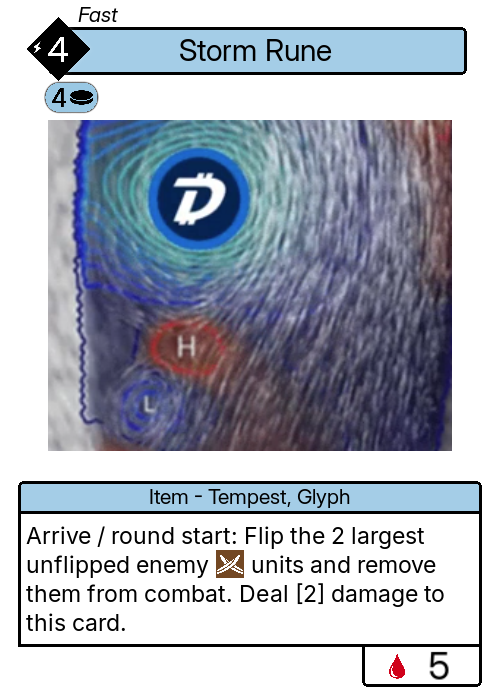 Fast
4
Storm Rune
4
H
L
Item - Tempest, Glyph
Arrive / round start: Flip the 2 largest
unflipped enemy units and remove
them from combat. Deal [2] damage to
this card.
5